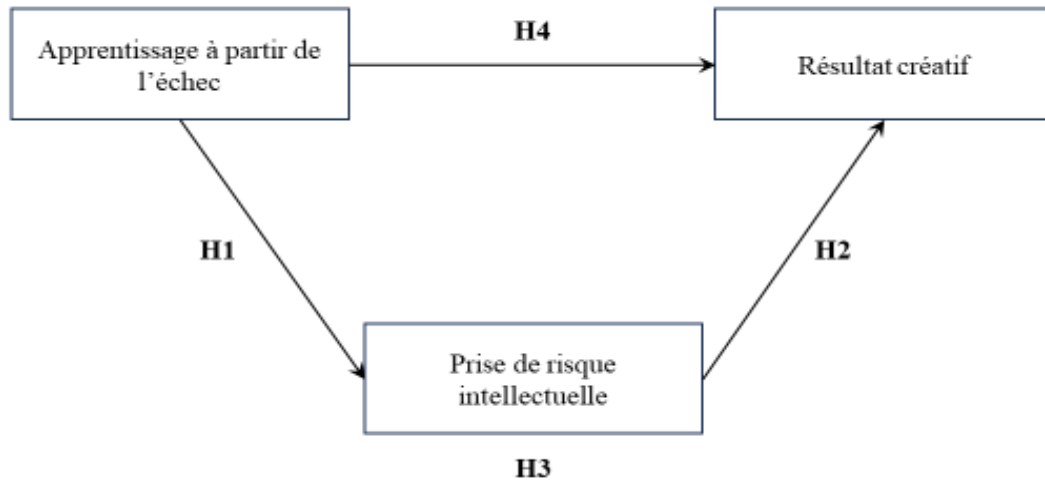 H4
Apprentissage à partir de
l’échec
Résultat créatif
H1
H2
Prise de risque
intellectuelle
H3